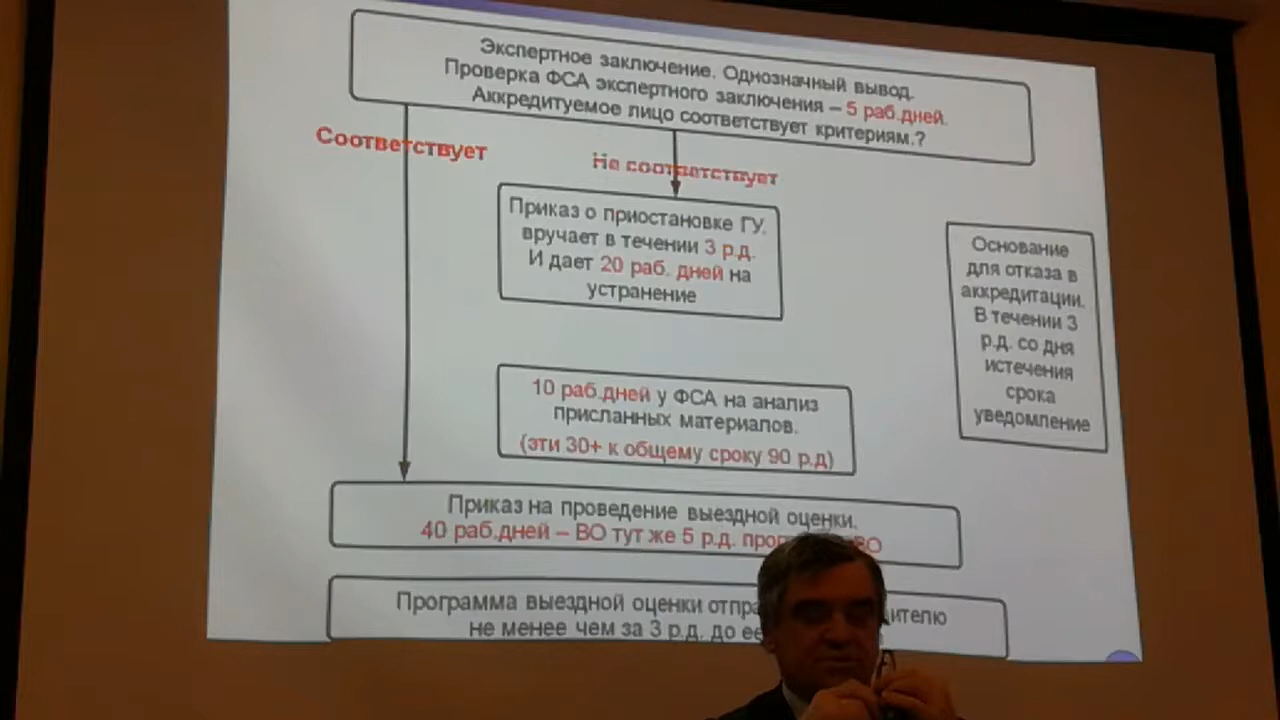 Экспертное заключение. Однозначный вывод.
Проверка ФСА экспертного заключения – 5 раб.дней.
Аккредитуемое лицо соответствует критериям.?
Соответствует
Не соответствует
Приказ о приостановке ГУ.
вручает в течении 3 р.д.
И дает 20 раб. дней на
устранение
Основание
для отказа в
аккредитации.
В течении 3
р.д. со дня
истечения
срока
уведомление
10 раб.дней у ФСА на анализ
присланных материалов.
(эти 30+ к общему сроку 90 р.д)
Приказ на проведение выездной оценки.
40 раб.дней – ВО тут же 5 р.д. ВО
Программа выездной оценки
не менее чем за 3 р.д. до